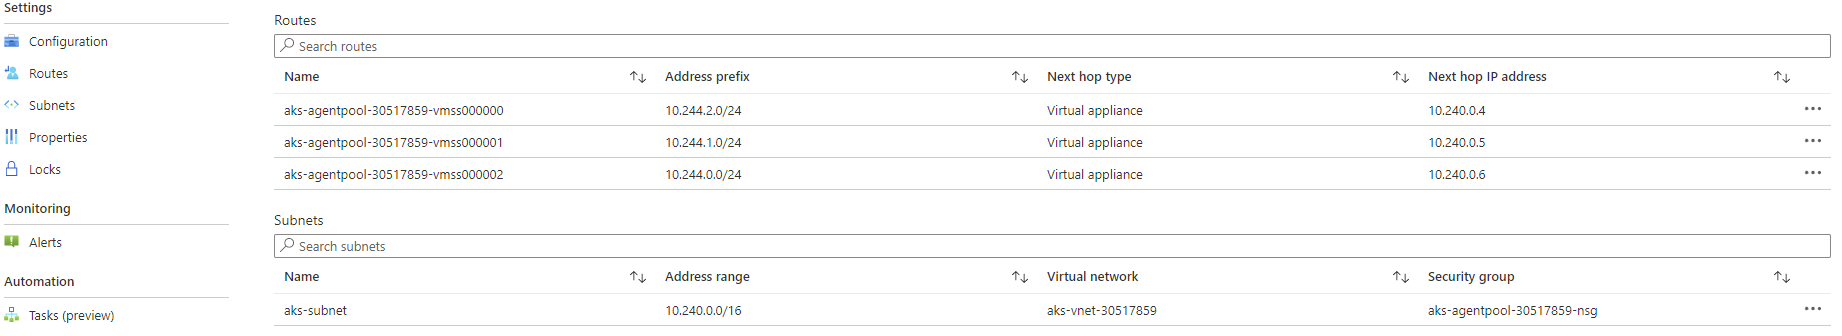 Settings
Configuration
Routes
Subnets
Properties
Locks
Monitoring
Alerts
Automation
Tasks (preview)
Routes
Search routes
Name Address prefix Next hop type Next hop IP address
aks-agentpool-30517859-vmss000000 10.244.2.0/24 Virtual appliance 10.240.0.4
aks-agentpool-30517859-vmss000001 10.244.1.0/24 Virtual appliance 10.240.0.5
aks-agentpool-30517859-vmss000002 10.244.0.0/24 Virtual appliance 10.240.0.6
Subnets
Search subnets
Name Address range Virtual network Security group
aks-subnet 10.240.0.0/16 aks-vnet-30517859 aks-agentpool-30517859-nsg